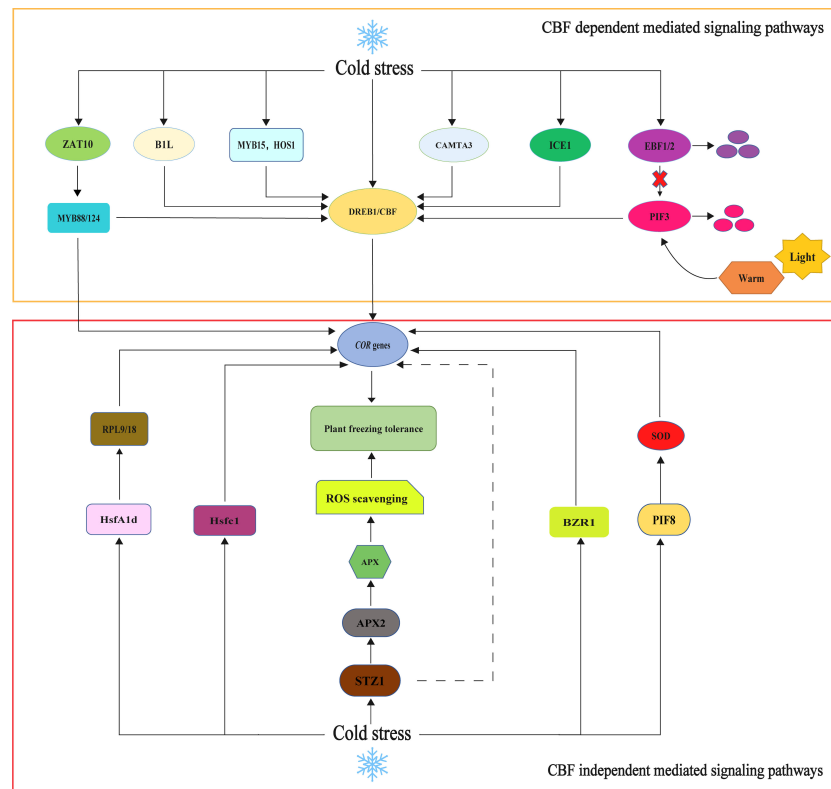 CBF dependent mediated signaling pathways
Cold stress
ZAT10
B1L
MYB15, HOS1
CAMTA3
ICE1
EBF1/2
MYB88/124
DREB1/CBF
PIF3
Light
Warm
COR genes
RPL9/18
Plant freezing tolerance
SOD
ROS scavenging
HsfA1d
Hsfc1
BZR1
PIF8
APX
APX2
STZ1
Cold stress
CBF independent mediated signaling pathways